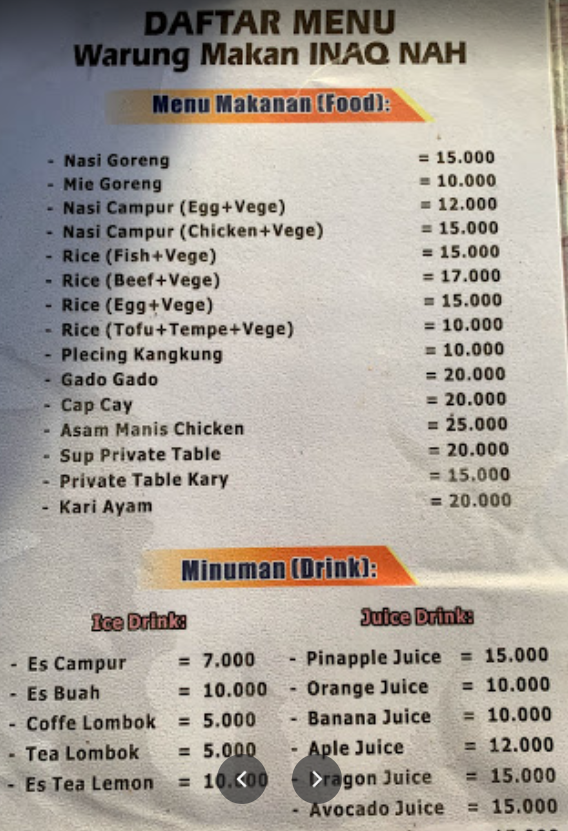 DAFTAR MENU
Warung Makan INAQ NAH
Menu Makanan (Food):
- Nasi Goreng = 15.000
- Mie Goreng = 10.000
- Nasi Campur (Egg+Vege) = 12.000
- Nasi Campur (Chicken+Vege) = 15.000
- Rice (Fish+Vege) = 15.000
- Rice (Beef+Vege) = 17.000
- Rice (Egg+Vege) = 15.000
- Rice (Tofu+Tempe+Vege) = 10.000
- Plecing Kangkung = 10.000
- Gado Gado = 20.000
- Cap Cay = 20.000
- Asam Manis Chicken = 25.000
- Sup Private Table = 20.000
- Private Table Kary = 15.000
- Kari Ayam = 20.000
Minuman (Drink):
Ice Drink:
- Es Campur = 7.000
- Es Buah = 10.000
- Coffe Lombok = 5.000
- Tea Lombok = 5.000
- Es Tea Lemon =
Juice Drink:
- Pinapple Juice = 15.000
- Orange Juice = 10.000
- Banana Juice = 10.000
- Aple Juice = 12.000
- Dragon Juice = 15.000
- Avocado Juice = 15.000